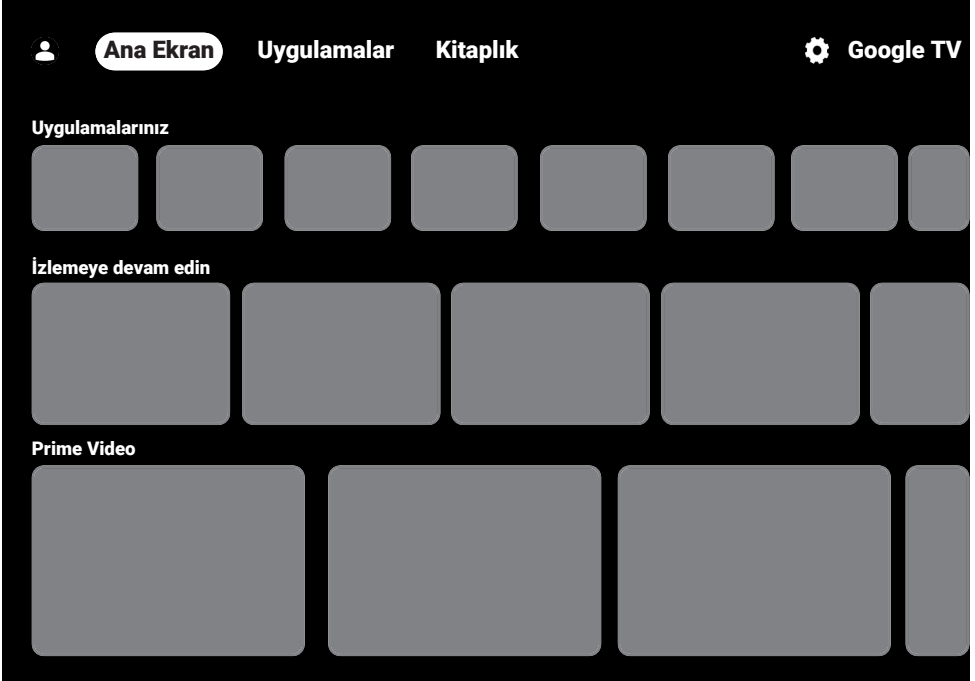 Ana Ekran Uygulamalar Kitaplık Google TV
Uygulamalarınız
İzlemeye devam edin
Prime Video